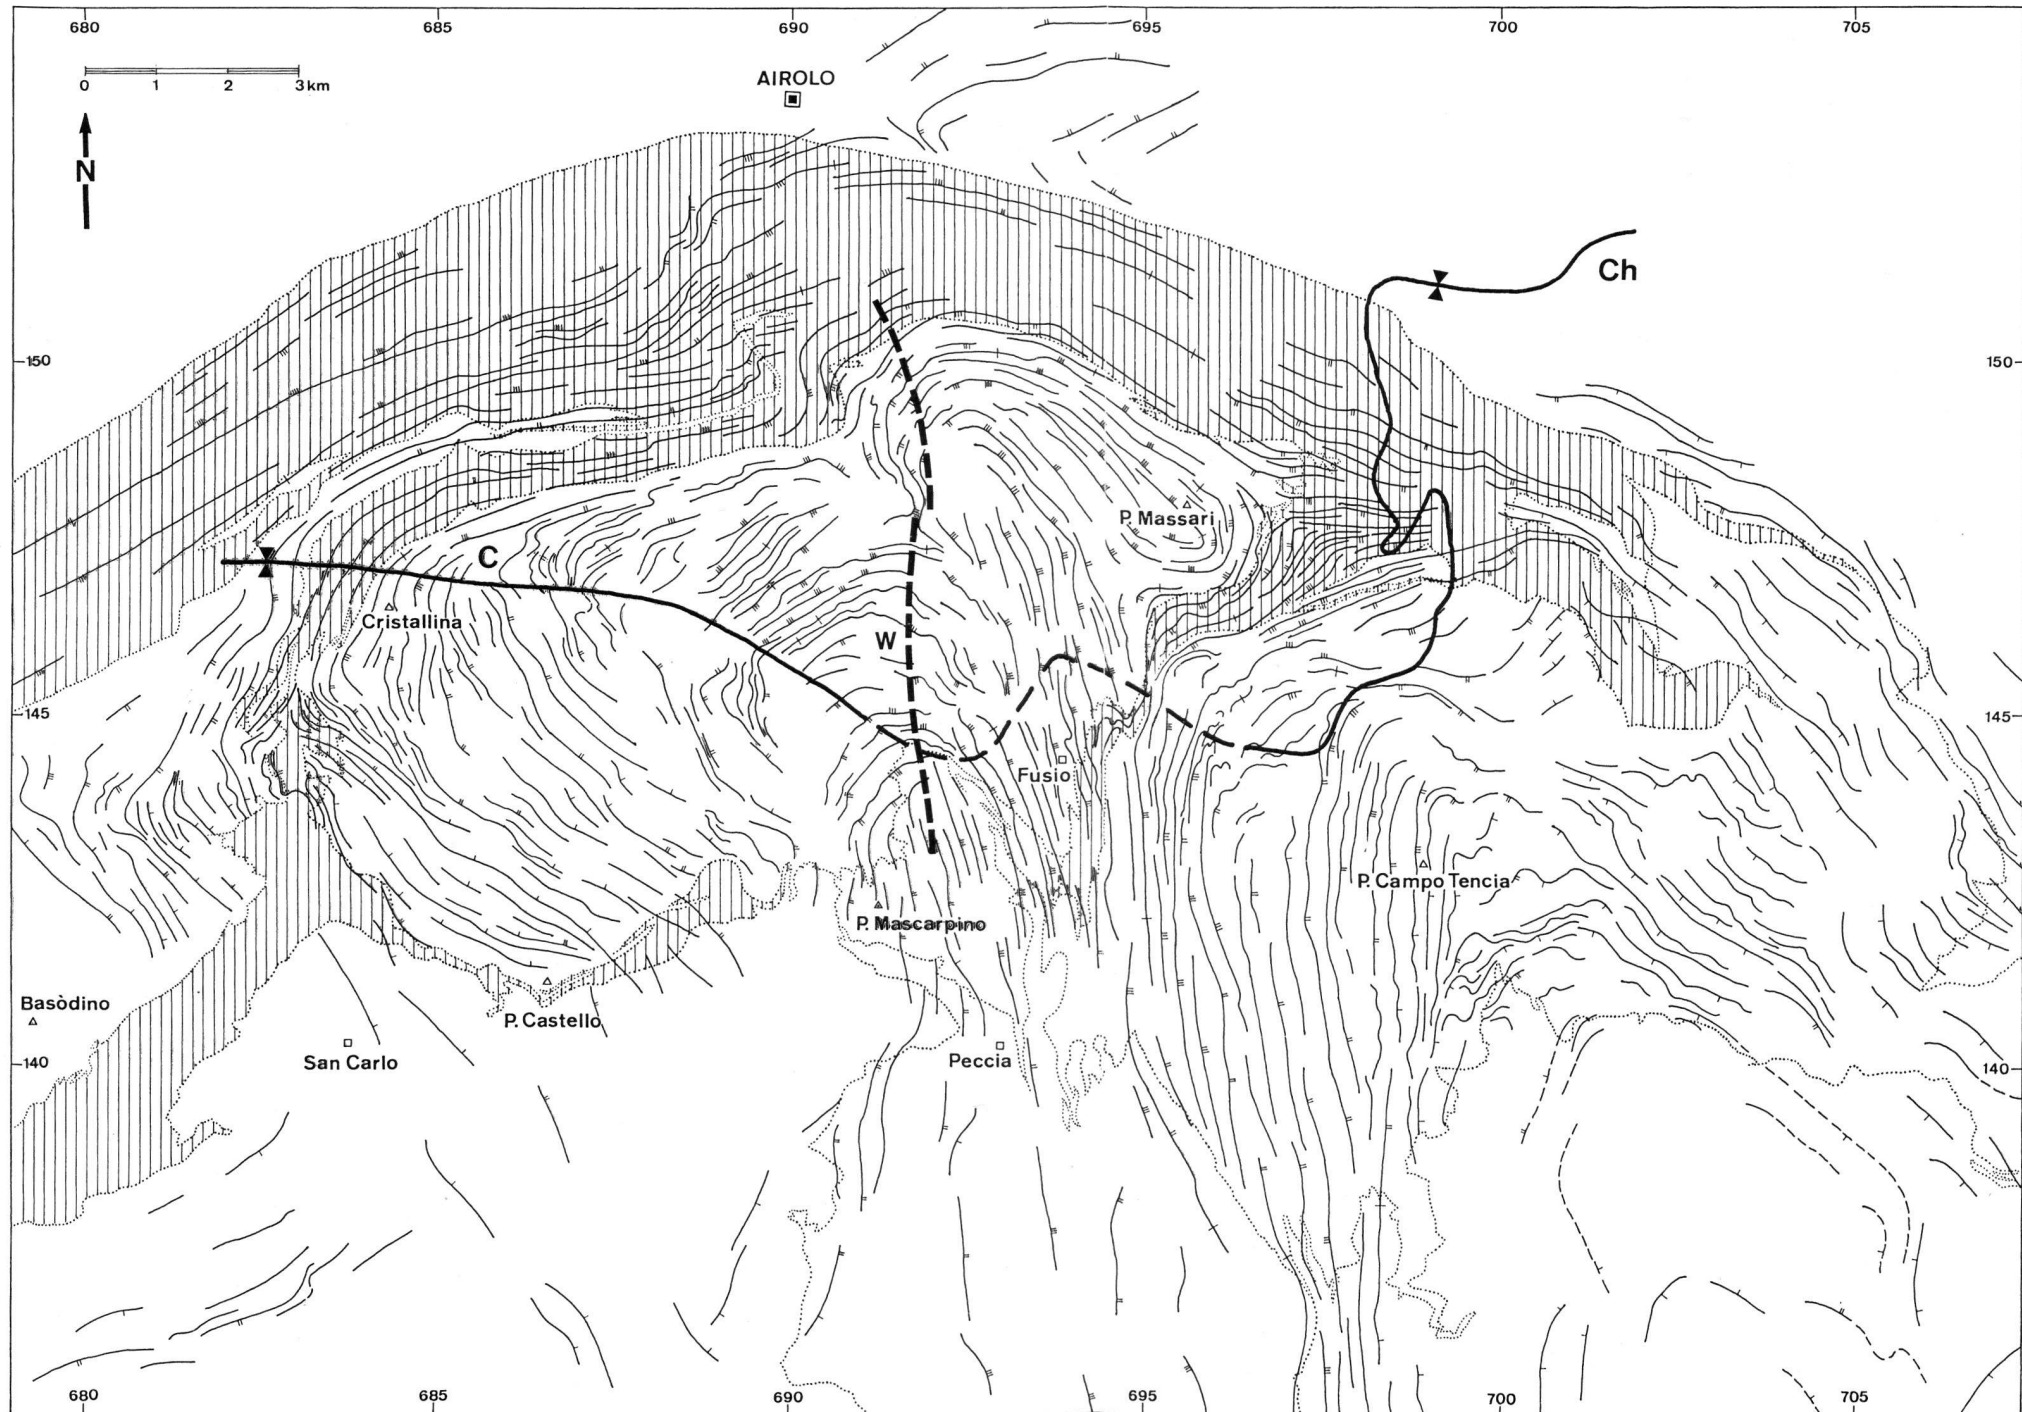 680 685 690 695 700 705
0 1 2 3 km
AIROLO
N
Ch
150 150
C
P. Massari
Cristallina
W
145 145
Fusio
P. Campo Tencia
P. Mascarpino
Basòdino
P. Castello
San Carlo
Peccia
140 140
680 685 690 695 700 705